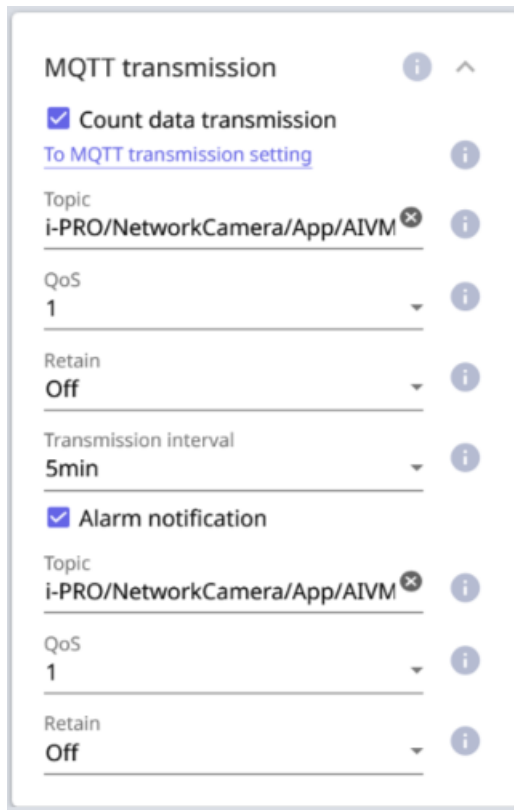 MQTT transmission
Count data transmission
To MQTT transmission setting
Topic
i-PRO/NetworkCamera/App/AIVM
QoS
1
Retain
Off
Transmission interval
5min
Alarm notification
Topic
i-PRO/NetworkCamera/App/AIVM
QoS
1
Retain
Off